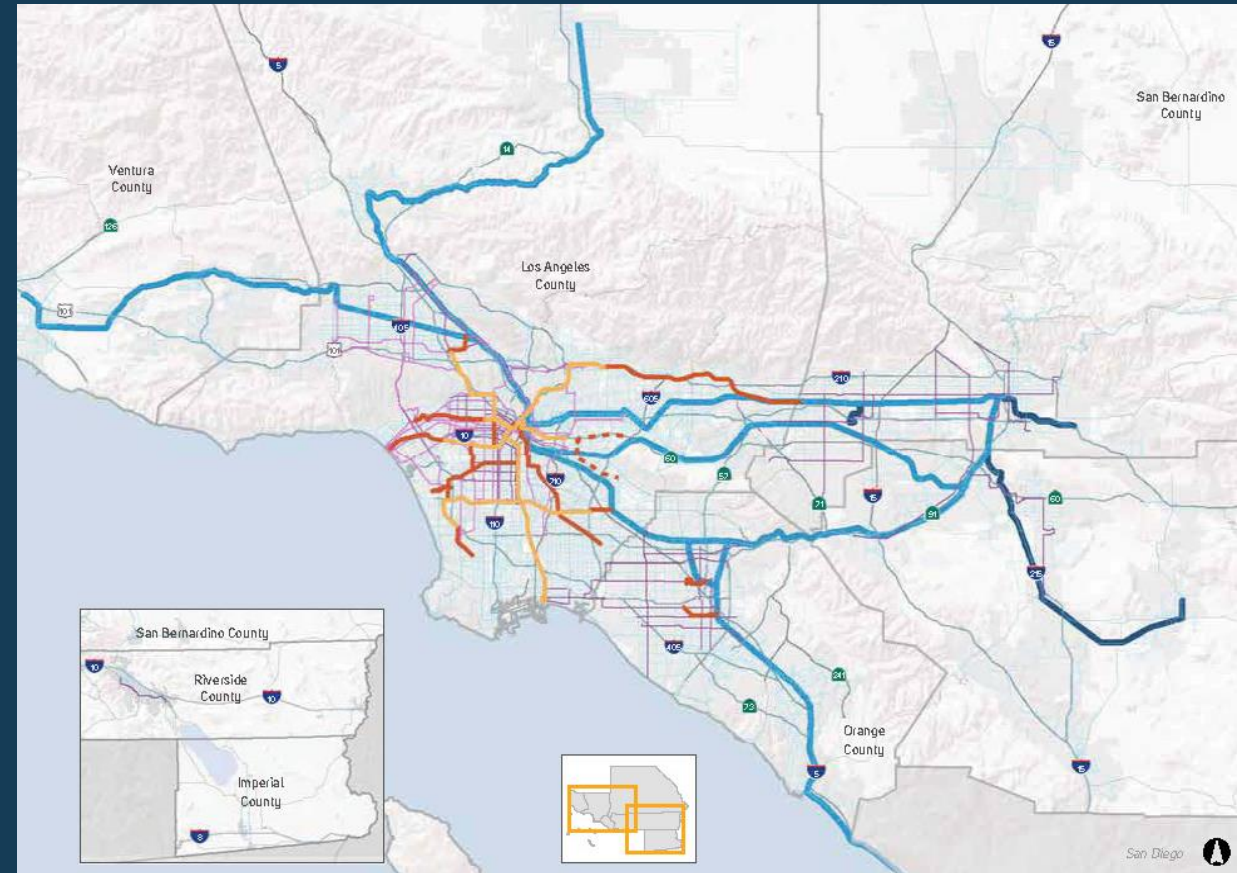 15
5
San Bernardino
County
14
Ventura
County
126
Los Angeles
County
101
405
101
210
605
10
60
57
710
71
15
60
91
110
215
405
241
73
San Bernardino County
10
Riverside
County
10
Orange
County
5
15
Imperial
County
8
San Diego